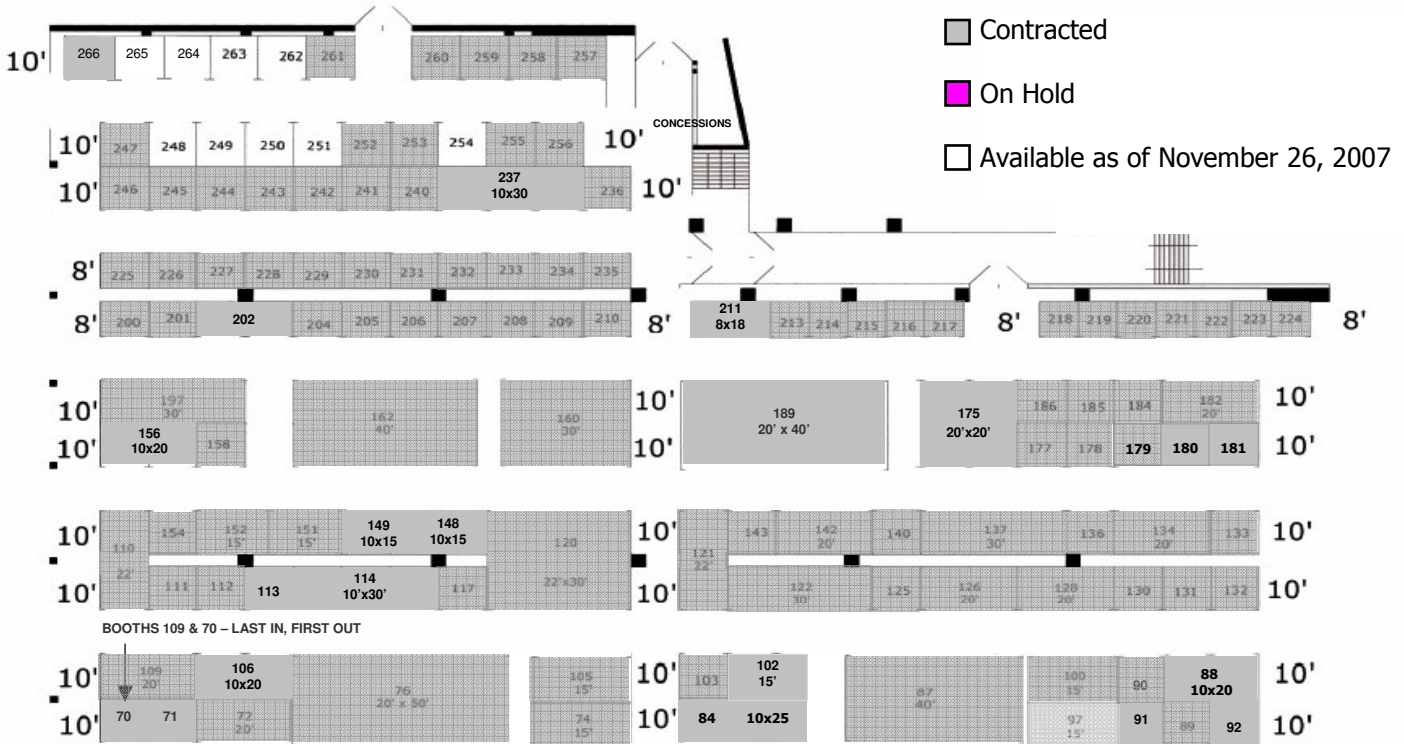 Contracted
On Hold
Available as of November 26, 2007
10' 266 265 264 263 262 261 260 259 258 257
CONCESSIONS
10' 247 248 249 250 251 252 253 254 255 256 10'
10' 246 245 244 243 242 241 240 237 236 10'
10x30
8' 225 226 227 228 229 230 231 232 233 234 235
8' 200 201 202 204 205 206 207 208 209 210 8' 211 213 214 215 216 217 8' 218 219 220 221 222 223 224 8'
8x18
10' 197 162 160 10' 189 175 186 185 184 182 10'
30' 40' 30' 20' x 40' 20'x20' 20'
10' 156 158 10' 177 178 179 180 181 10'
10x20
10' 154 152 151 149 148 120 10' 143 142 140 137 136 134 133 10'
15' 15' 10x15 10x15 20' 30' 20'
110 121
22' 22'
10' 111 112 113 114 117 22'x30' 10' 122 125 126 128 130 131 132 10'
10'x30' 30' 20' 20'
BOOTHS 109 & 70 – LAST IN, FIRST OUT
10' 109 106 76 105 10' 103 102 87 100 90 88 10'
20' 10x20 20' x 50' 15' 15' 40' 15' 10x20
10' 70 71 72 74 10' 84 10x25 97 91 89 92 10'
20' 15' 15'